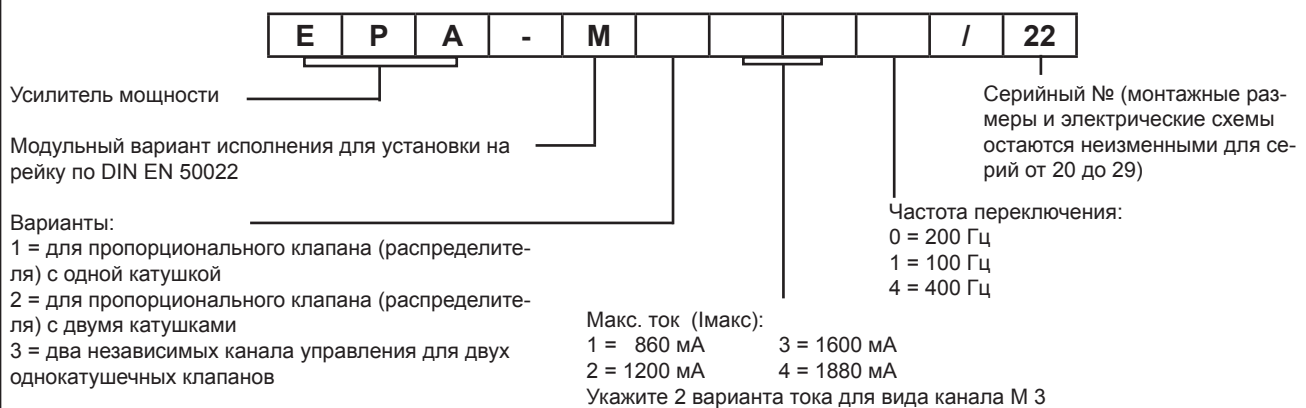 E P A - M / 22
Усилитель мощности
Модульный вариант исполнения для установки на
рейку по DIN EN 50022
Варианты:
1 = для пропорционального клапана (распределите-
ля) с одной катушкой
2 = для пропорционального клапана (распределите-
ля) с двумя катушками
3 = два независимых канала управления для двух
однокатушечных клапанов
Макс. ток (Iмакс):
1 = 860 мА 3 = 1600 мА
2 = 1200 мА 4 = 1880 мА
Укажите 2 варианта тока для вида канала М 3
Частота переключения:
0 = 200 Гц
1 = 100 Гц
4 = 400 Гц
Серийный № (монтажные раз-
меры и электрические схемы
остаются неизменными для се-
рий от 20 до 29)